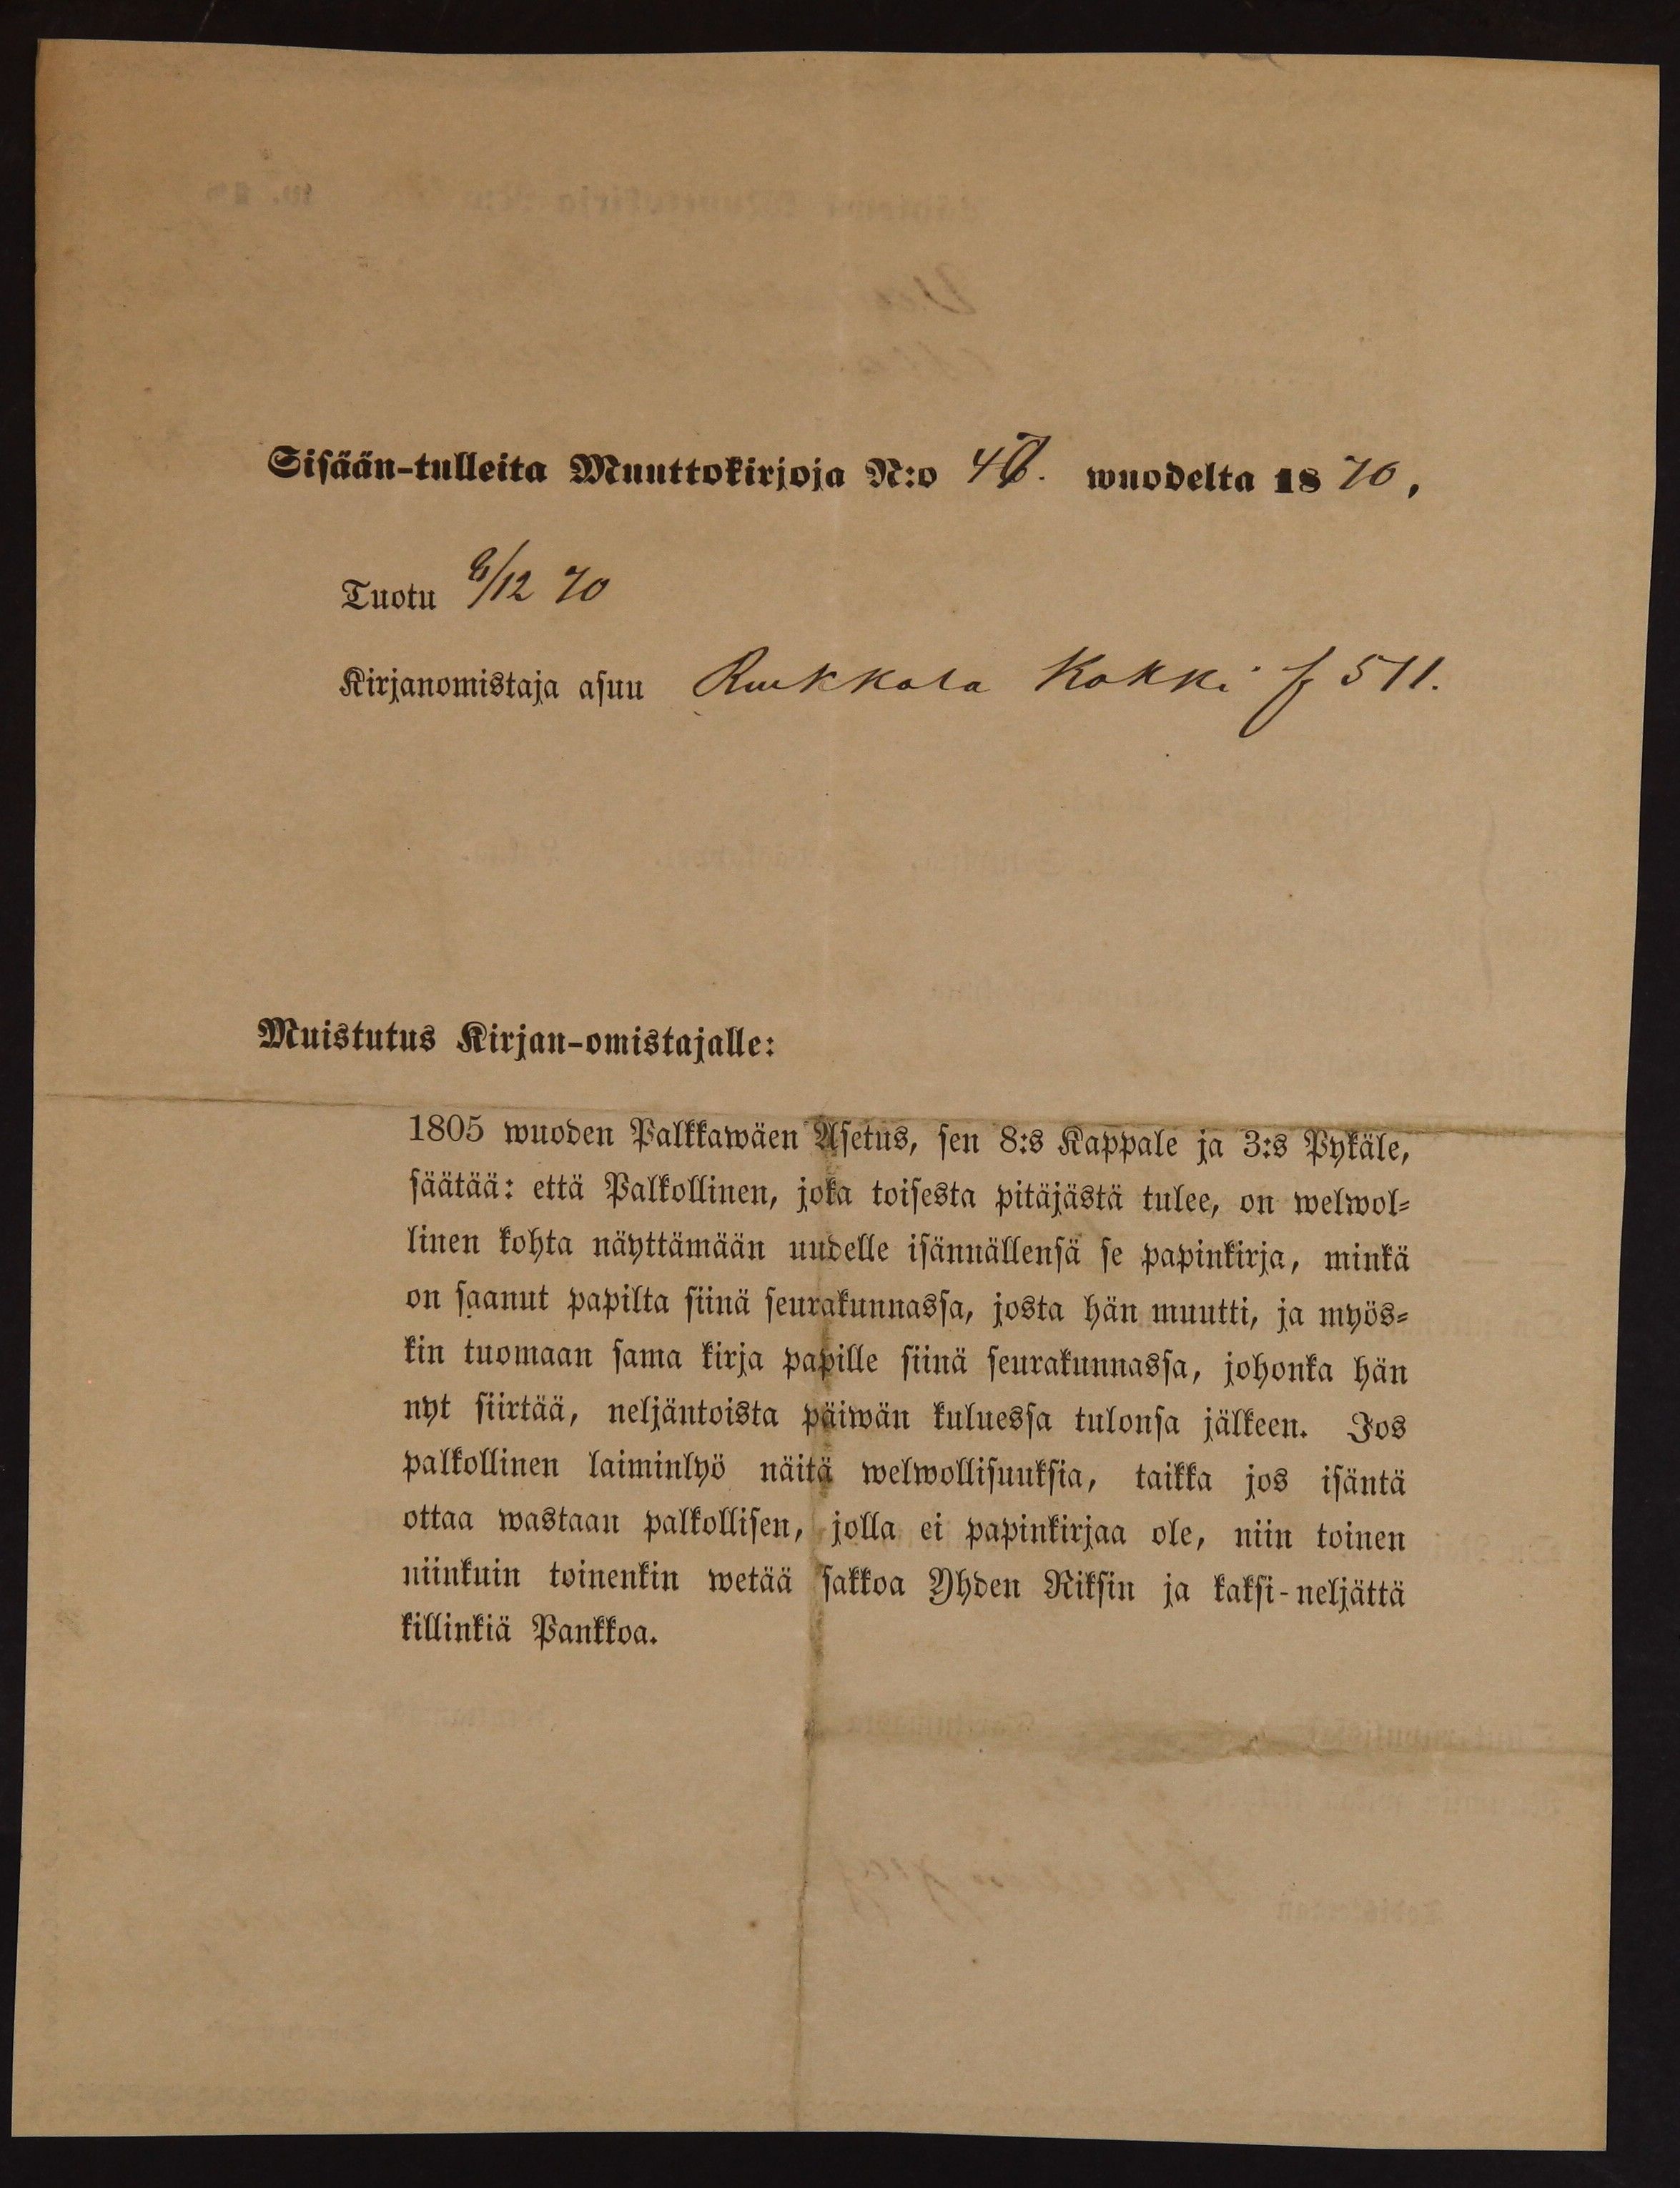 Sisään-tulleita Muuttokirjoja N:o 47. wuodelta 1870,
Tuotu 8/12 70
Kirjanomistaja asuu Ruokkola Kokki f 511.
Muistutus Kirjan-omistajalle:
1805 wuoden Palkkawäen Asetus, sen 8:s Kappale ja 3:s Pykäle,
säätää: että Palkollinen, joka toisesta pitäjästä tulee, on welwol-
linen kohta näyttämään uudelle isännällensä se papinkirja, minkä
on saanut papilta siinä seurakunnassa, josta hän muutti, ja myös-
kin tuomaan sama kirja papille siinä seurakunnassa, johonka hän
nyt siirtää, neljäntoista päiwän kuluessa tulonsa jälkeen. Jos
palkollinen laiminlyö näitä welwollisuuksia, taikka jos isäntä
ottaa wastaan palkollisen, jolla ei papinkirjaa ole, niin toinen
niinkuin toinenkin wetää sakkoa Yhden Riksin ja kaksi-neljättä
killinkiä Pankkoa.